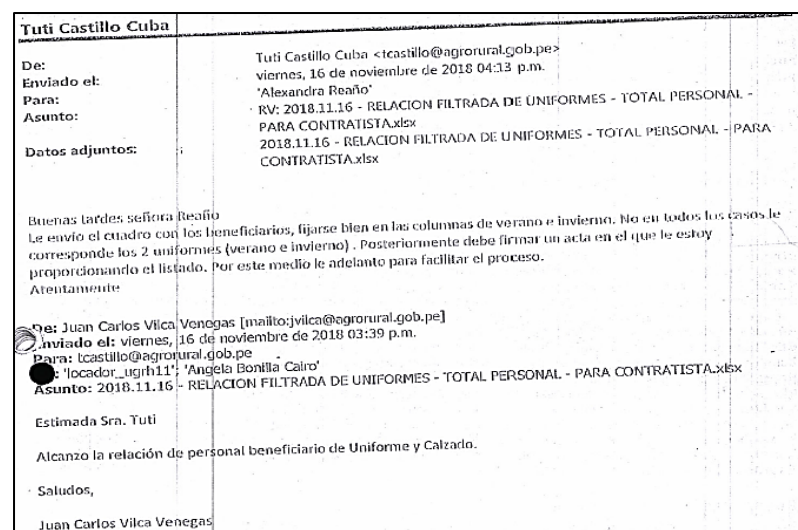 Tuti Castillo Cuba
De: Tuti Castillo Cuba <tcastillo@agrorural.gob.pe>
Enviado el: viernes, 16 de noviembre de 2018 04:13 p.m.
Para: 'Alexandra Reaño'
Asunto: RV: 2018.11.16 - RELACION FILTRADA DE UNIFORMES - TOTAL PERSONAL -
PARA CONTRATISTA.xlsx
Datos adjuntos: 2018.11.16 - RELACION FILTRADA DE UNIFORMES - TOTAL PERSONAL - PARA
CONTRATISTA.xlsx
Buenas tardes señora Reaño
Le envío el cuadro con los beneficiarios, fijarse bien en las columnas de verano e invierno. No en todos los casos le
corresponde los 2 uniformes (verano e invierno) . Posteriormente debe firmar un acta en el que le estoy
proporcionando el listado. Por este medio le adelanto para facilitar el proceso.
Atentamente
De: Juan Carlos Vilca Venegas [mailto:jvilca@agrorural.gob.pe]
Enviado el: viernes, 16 de noviembre de 2018 03:39 p.m.
Para: tcastillo@agrorural.gob.pe
: 'locador_ugrh11'; 'Angela Bonilla Cairo'
Asunto: 2018.11.16 - RELACION FILTRADA DE UNIFORMES - TOTAL PERSONAL - PARA CONTRATISTA.xlsx
Estimada Sra. Tuti
Alcanzo la relación de personal beneficiario de Uniforme y Calzado.
Saludos,
Juan Carlos Vilca Venegas